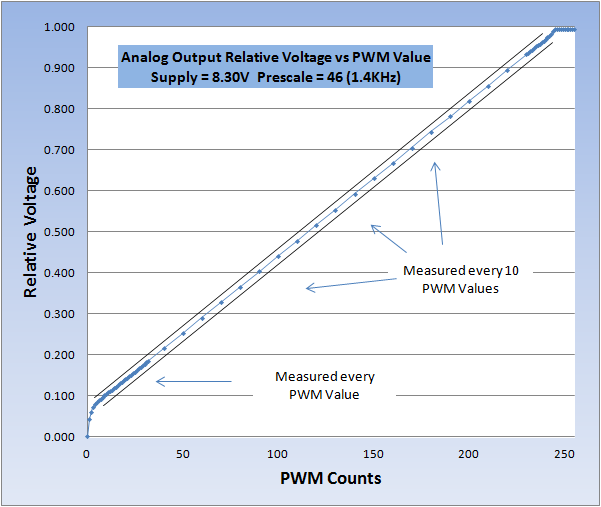 Analog Output Relative Voltage vs PWM Value
Supply = 8.30V Prescale = 46 (1.4KHz)
Relative Voltage
1.000
0.900
0.800
0.700
0.600
0.500
0.400
0.300
0.200
0.100
0.000
Measured every 10
PWM Values
Measured every
PWM Value
0
50
100
150
200
250
PWM Counts